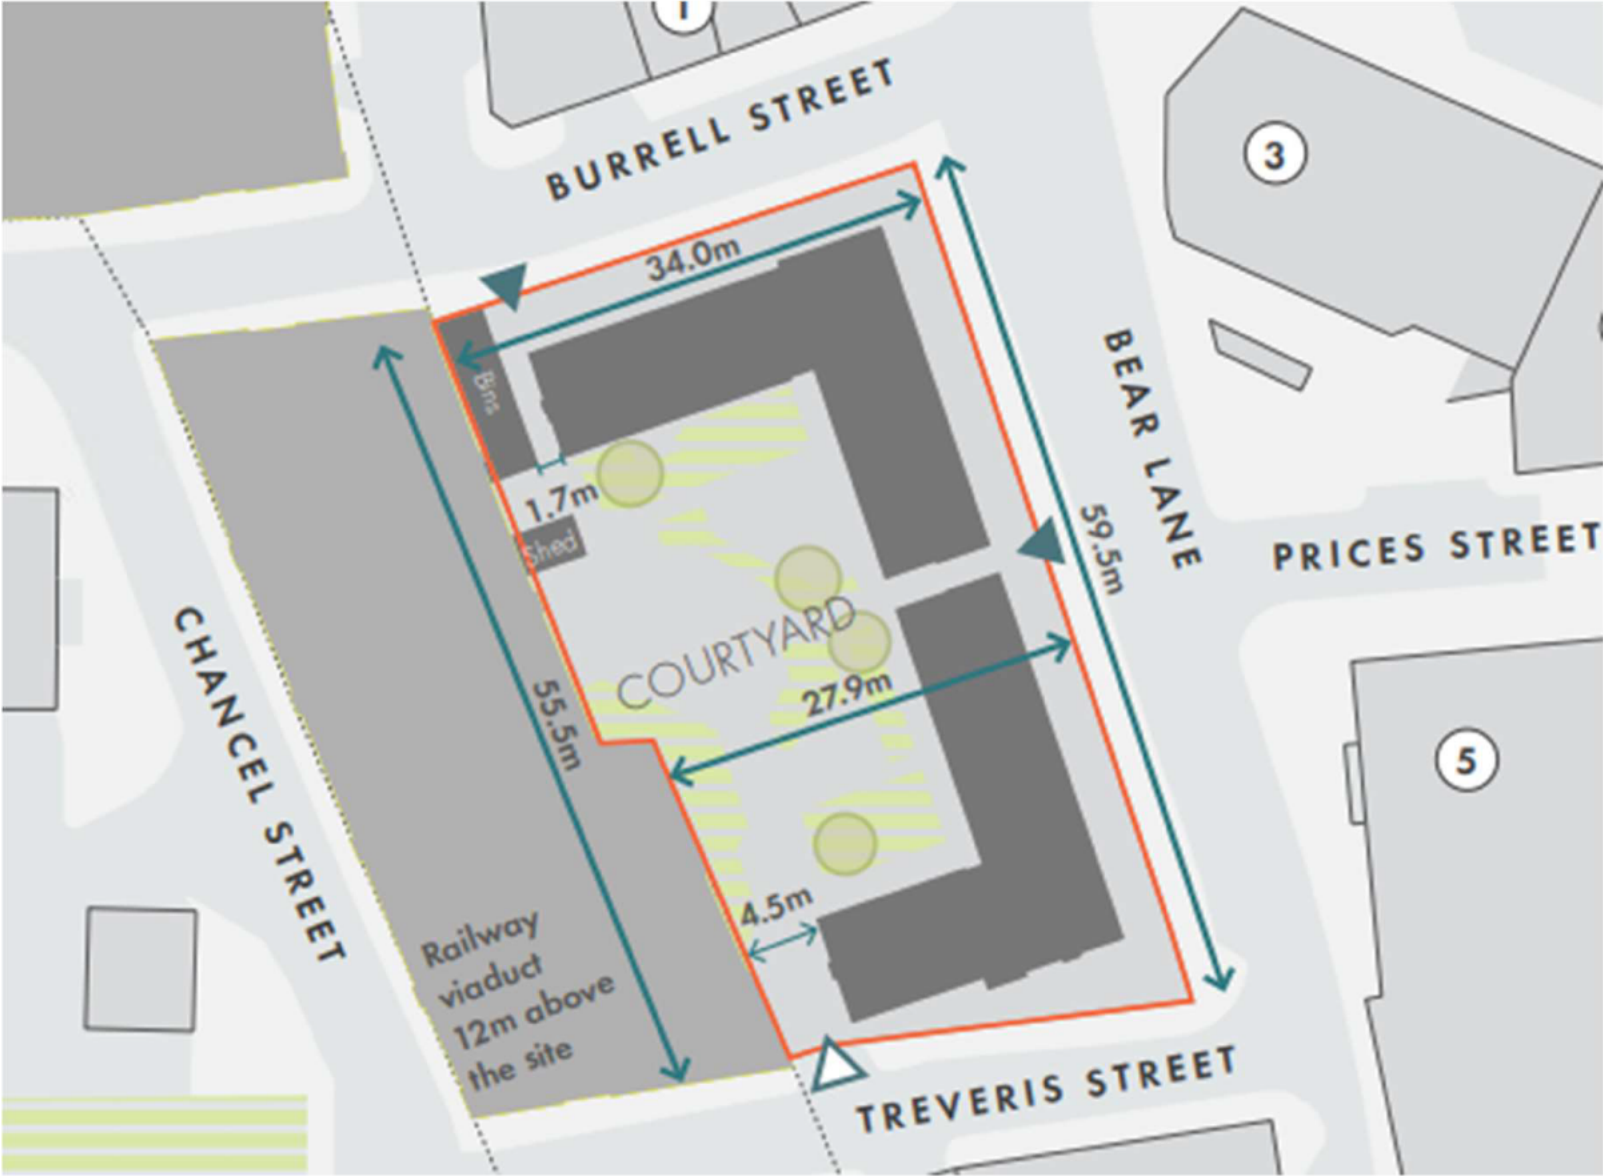 1
BURRELL STREET
3
34.0m
Bins
BEAR LANE
1.7m
Shed
59.5m
PRICES STREET
COURTYARD
CHANCEL STREET
55.5m
27.9m
5
4.5m
Railway
viaduct
12m above
the site
TREVERIS STREET